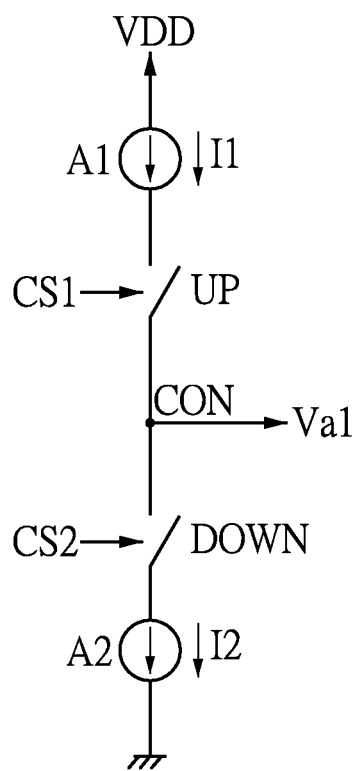 VDD
A1 I1
CS1 UP
CON
Va1
CS2 DOWN
A2 I2